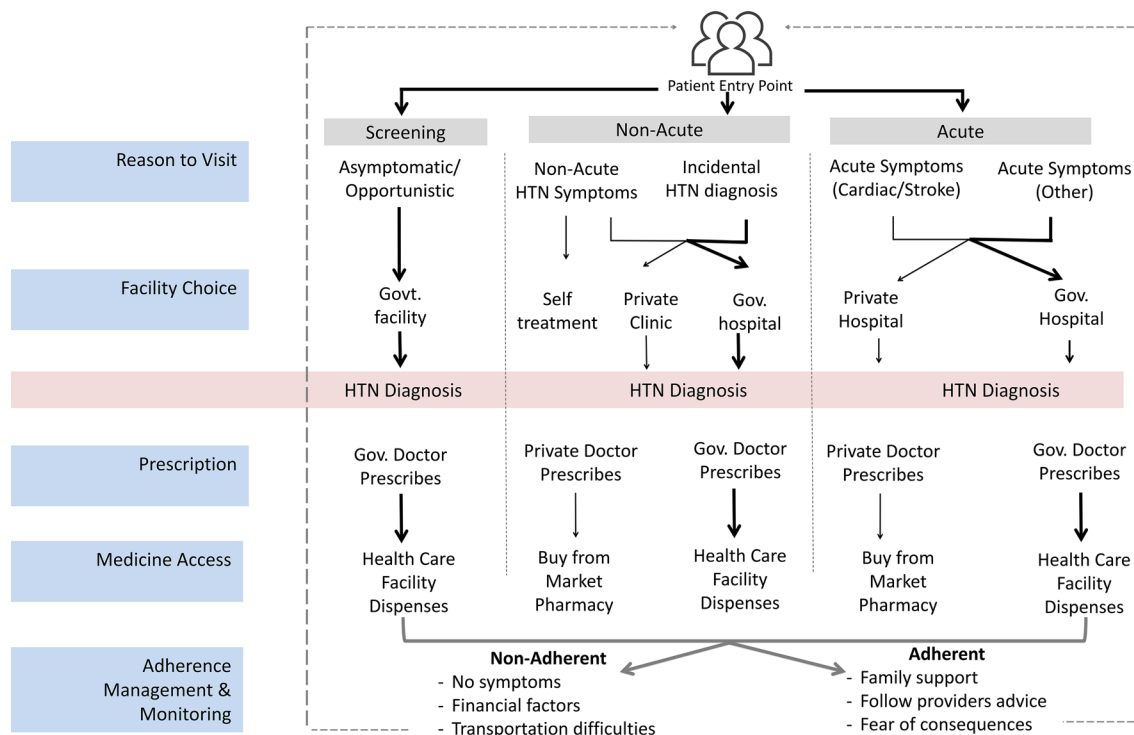 Patient Entry Point
Screening
Non-Acute
Acute
Reason to Visit
Asymptomatic/
Opportunistic
Non-Acute
HTN Symptoms
Incidental
HTN diagnosis
Acute Symptoms
(Cardiac/Stroke)
Acute Symptoms
(Other)
Facility Choice
Govt.
facility
Self
treatment
Private
Clinic
Gov.
hospital
Private
Hospital
Gov.
Hospital
HTN Diagnosis
HTN Diagnosis
HTN Diagnosis
Prescription
Gov. Doctor
Prescribes
Private Doctor
Prescribes
Gov. Doctor
Prescribes
Private Doctor
Prescribes
Gov. Doctor
Prescribes
Medicine Access
Health Care
Facility
Dispenses
Buy from
Market
Pharmacy
Health Care
Facility
Dispenses
Buy from
Market
Pharmacy
Health Care
Facility
Dispenses
Adherence
Management &
Monitoring
Non-Adherent
- No symptoms
- Financial factors
- Transportation difficulties
Adherent
- Family support
- Follow providers advice
- Fear of consequences